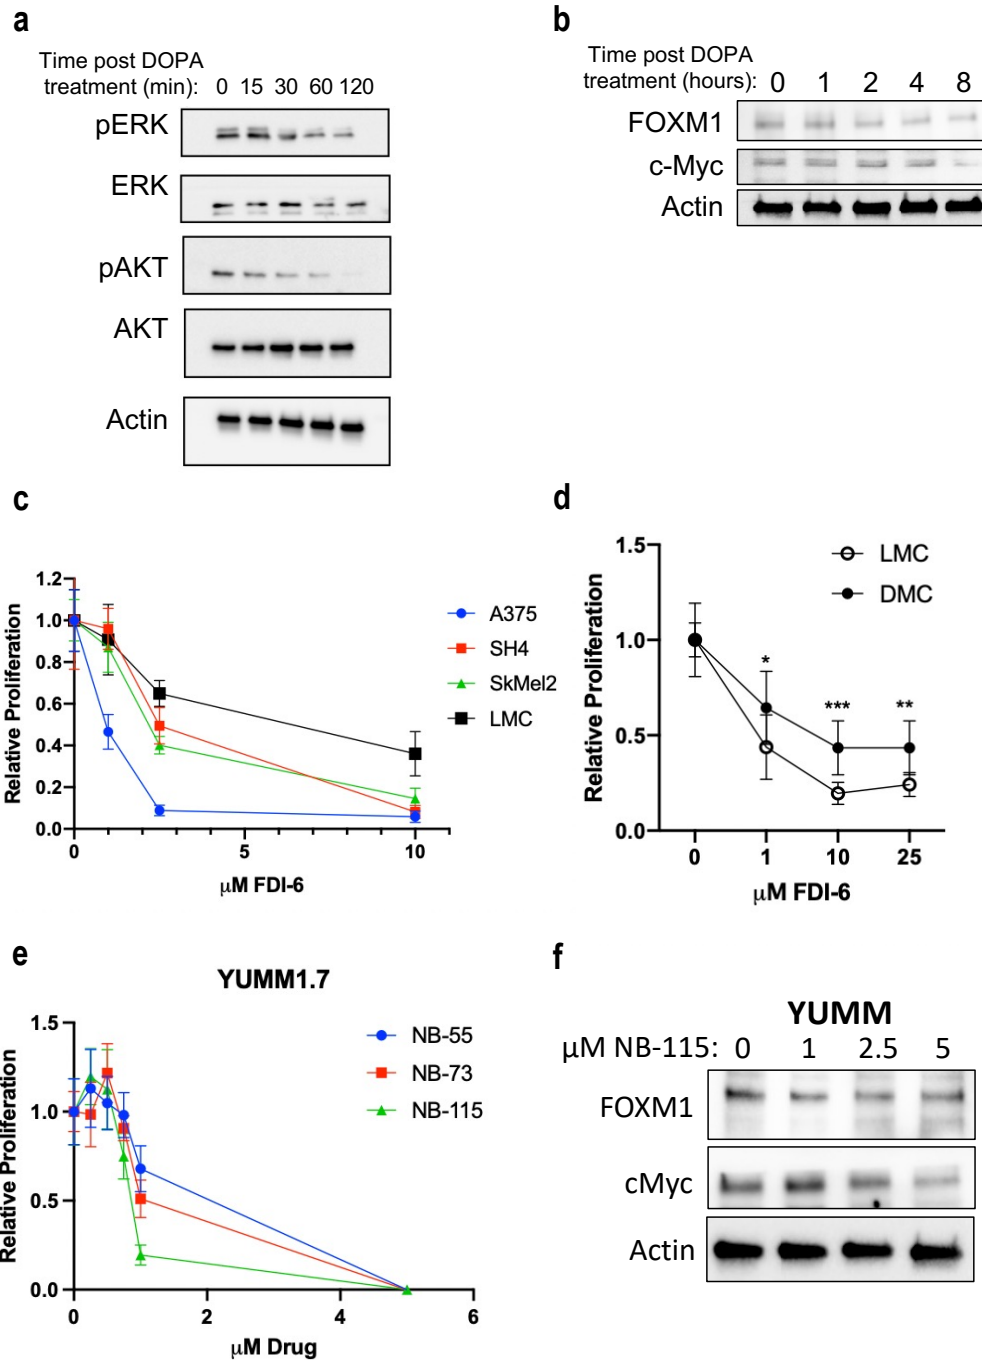 a
Time post DOPA
treatment (min): 0 15 30 60 120
pERK
ERK
pAKT
AKT
Actin
b
Time post DOPA
treatment (hours): 0 1 2 4 8
FOXM1
c-Myc
Actin
c
Relative Proliferation
1.2
1.0
0.8
0.6
0.4
0.2
0.0
0 5 10
μM FDI-6
A375
SH4
SkMel2
LMC
d
Relative Proliferation
1.5
1.0
0.5
0.0
* *** **
0 1 10 25
μM FDI-6
LMC
DMC
e
YUMM1.7
Relative Proliferation
1.5
1.0
0.5
0.0
0 2 4 6
μM Drug
NB-55
NB-73
NB-115
f
YUMM
μM NB-115: 0 1 2.5 5
FOXM1
cMyc
Actin